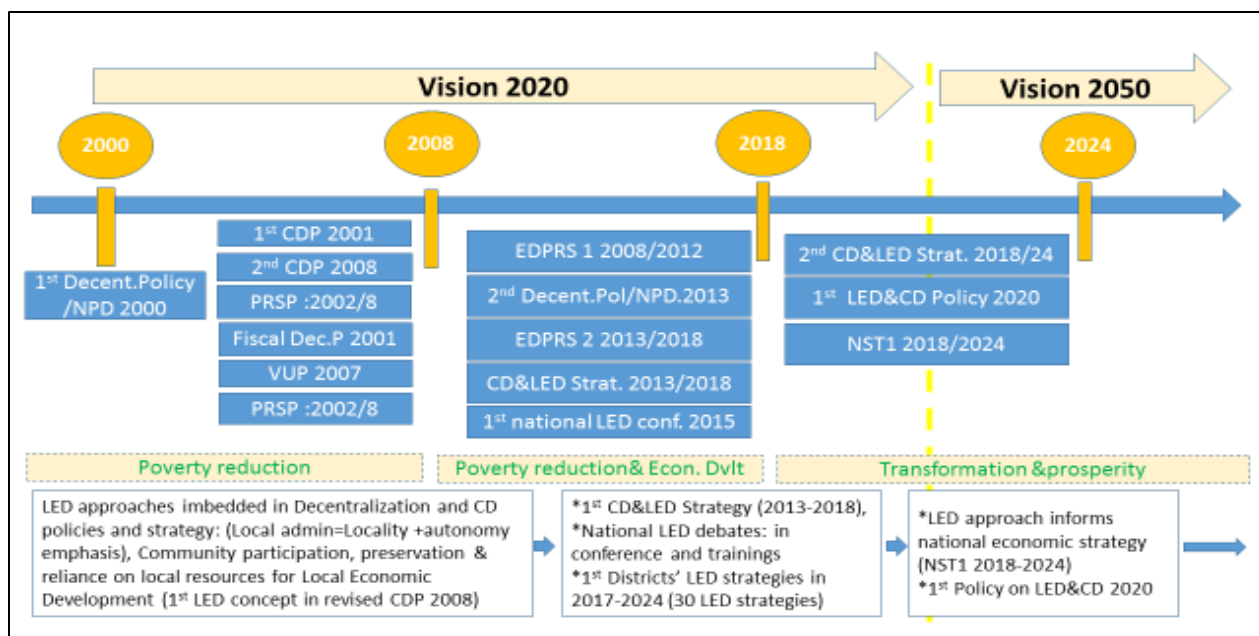 Vision 2020
Vision 2050
2000
2008
2018
2024
1st Decent.Policy
/NPD 2000
1st CDP 2001
2nd CDP 2008
PRSP :2002/8
Fiscal Dec.P 2001
VUP 2007
PRSP :2002/8
EDPRS 1 2008/2012
2nd Decent.Pol/NPD.2013
EDPRS 2 2013/2018
CD&LED Strat. 2013/2018
1st national LED conf. 2015
2nd CD&LED Strat. 2018/24
1st LED&CD Policy 2020
NST1 2018/2024
Poverty reduction
Poverty reduction& Econ. Dvlt
Transformation &prosperity
LED approaches imbedded in Decentralization and CD
policies and strategy: (Local admin=Locality +autonomy
emphasis), Community participation, preservation &
reliance on local resources for Local Economic
Development (1st LED concept in revised CDP 2008)
*1st CD&LED Strategy (2013-2018),
*National LED debates: in
conference and trainings
*1st Districts' LED strategies in
2017-2024 (30 LED strategies)
*LED approach informs
national economic strategy
(NST1 2018-2024)
*1st Policy on LED&CD 2020